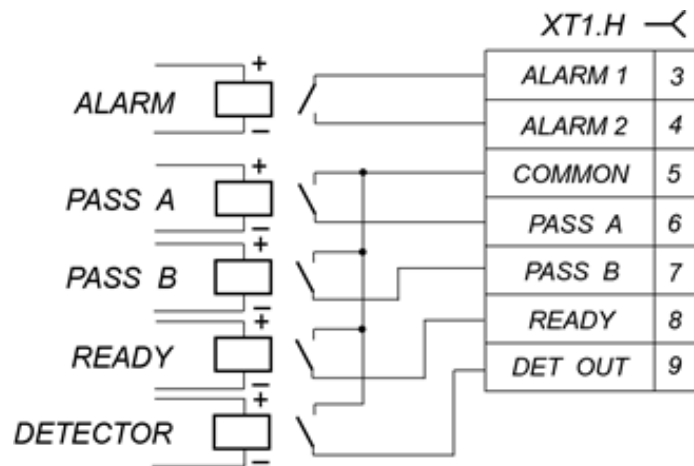 XT1.H
ALARM 1 3
ALARM 2 4
COMMON 5
PASS A 6
PASS B 7
READY 8
DET OUT 9
+
ALARM
−
+
PASS A
−
+
PASS B
−
+
READY
−
+
DETECTOR
−